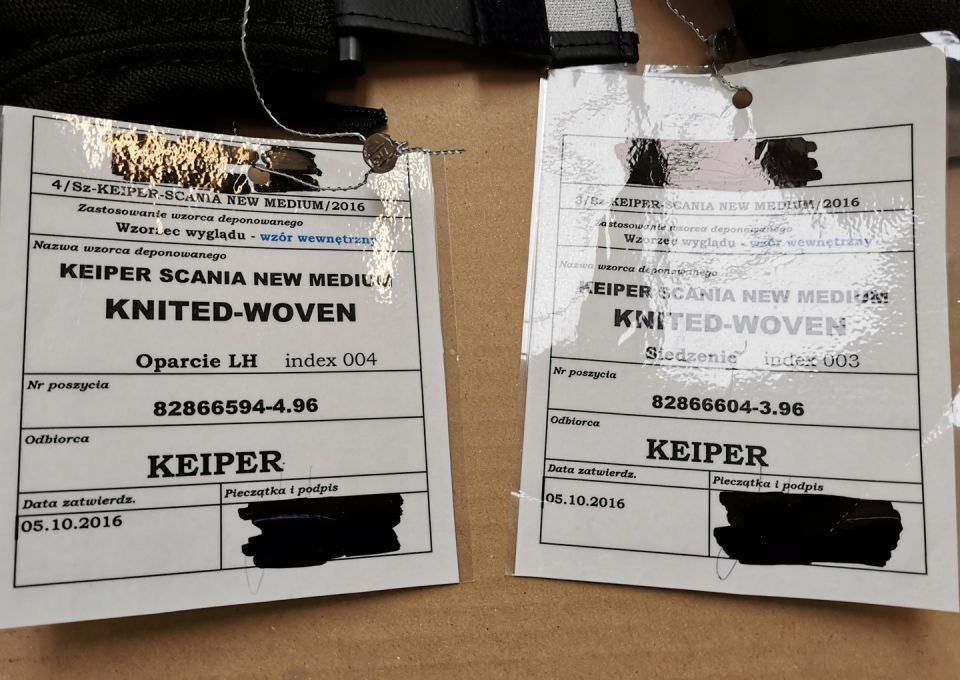 4/Sz-KEIPER-SCANIA NEW MEDIUM/2016
Zastosowanie wzorca deponowanego
Wzorzec wyglądu - wzór wewnętrzny
Nazwa wzorca deponowanego
KEIPER SCANIA NEW MEDIUM
KNITED-WOVEN
Oparcie LH index 004
Nr poszycia
82866594-4.96
Odbiorca
KEIPER
Data zatwierdz.
Pieczątka i podpis
05.10.2016
3/Sz-KEIPER-SCANIA NEW MEDIUM/2016
Zastosowanie wzorca deponowanego
Wzorzec wyglądu - wzór wewnętrzny
Nazwa wzorca deponowanego
KEIPER SCANIA NEW MEDIUM
KNITED-WOVEN
Siedzenie index 003
Nr poszycia
82866604-3.96
Odbiorca
KEIPER
Data zatwierdz.
Pieczątka i podpis
05.10.2016